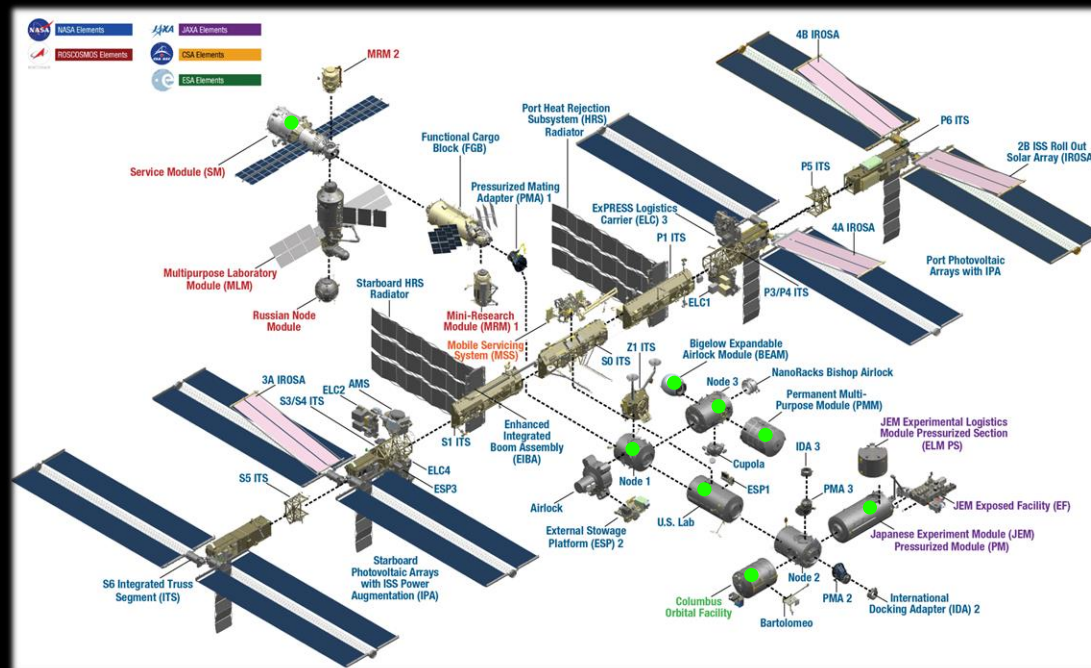 NASA
NASA Elements
ROSCOSMOS Elements
JAXA
JAXA Elements
CSA Elements
esa
ESA Elements
MRM 2
Service Module (SM)
Functional Cargo
Block (FGB)
Pressurized Mating
Adapter (PMA) 1
Port Heat Rejection
Subsystem (HRS)
Radiator
4B IROSA
P6 ITS
2B ISS Roll Out
Solar Array (IROSA)
P5 ITS
ExPRESS Logistics
Carrier (ELC) 3
4A IROSA
P1 ITS
Port Photovoltaic
Arrays with IPA
Multipurpose Laboratory
Module (MLM)
Starboard HRS
Radiator
ELC1
P3/P4 ITS
Russian Node
Module
Mini-Research
Module (MRM) 1
Mobile Servicing
System (MSS)
S0 ITS
Z1 ITS
Bigelow Expandable
Airlock Module (BEAM)
NanoRacks Bishop Airlock
Node 3
Permanent Multi-
Purpose Module (PMM)
3A IROSA
ELC2
AMS
S3/S4 ITS
S1 ITS
Enhanced
Integrated
Boom Assembly
(EIBA)
JEM Experimental Logistics
Module Pressurized Section
(ELM PS)
IDA 3
Cupola
Node 1
ELC4
ESP3
S5 ITS
Airlock
ESP1
PMA 3
JEM Exposed Facility (EF)
U.S. Lab
External Stowage
Platform (ESP) 2
Japanese Experiment Module (JEM)
Pressurized Module (PM)
S6 Integrated Truss
Segment (ITS)
Starboard
Photovoltaic Arrays
with ISS Power
Augmentation (IPA)
Node 2
Columbus
Orbital Facility
PMA 2
International
Docking Adapter (IDA) 2
Bartolomeo